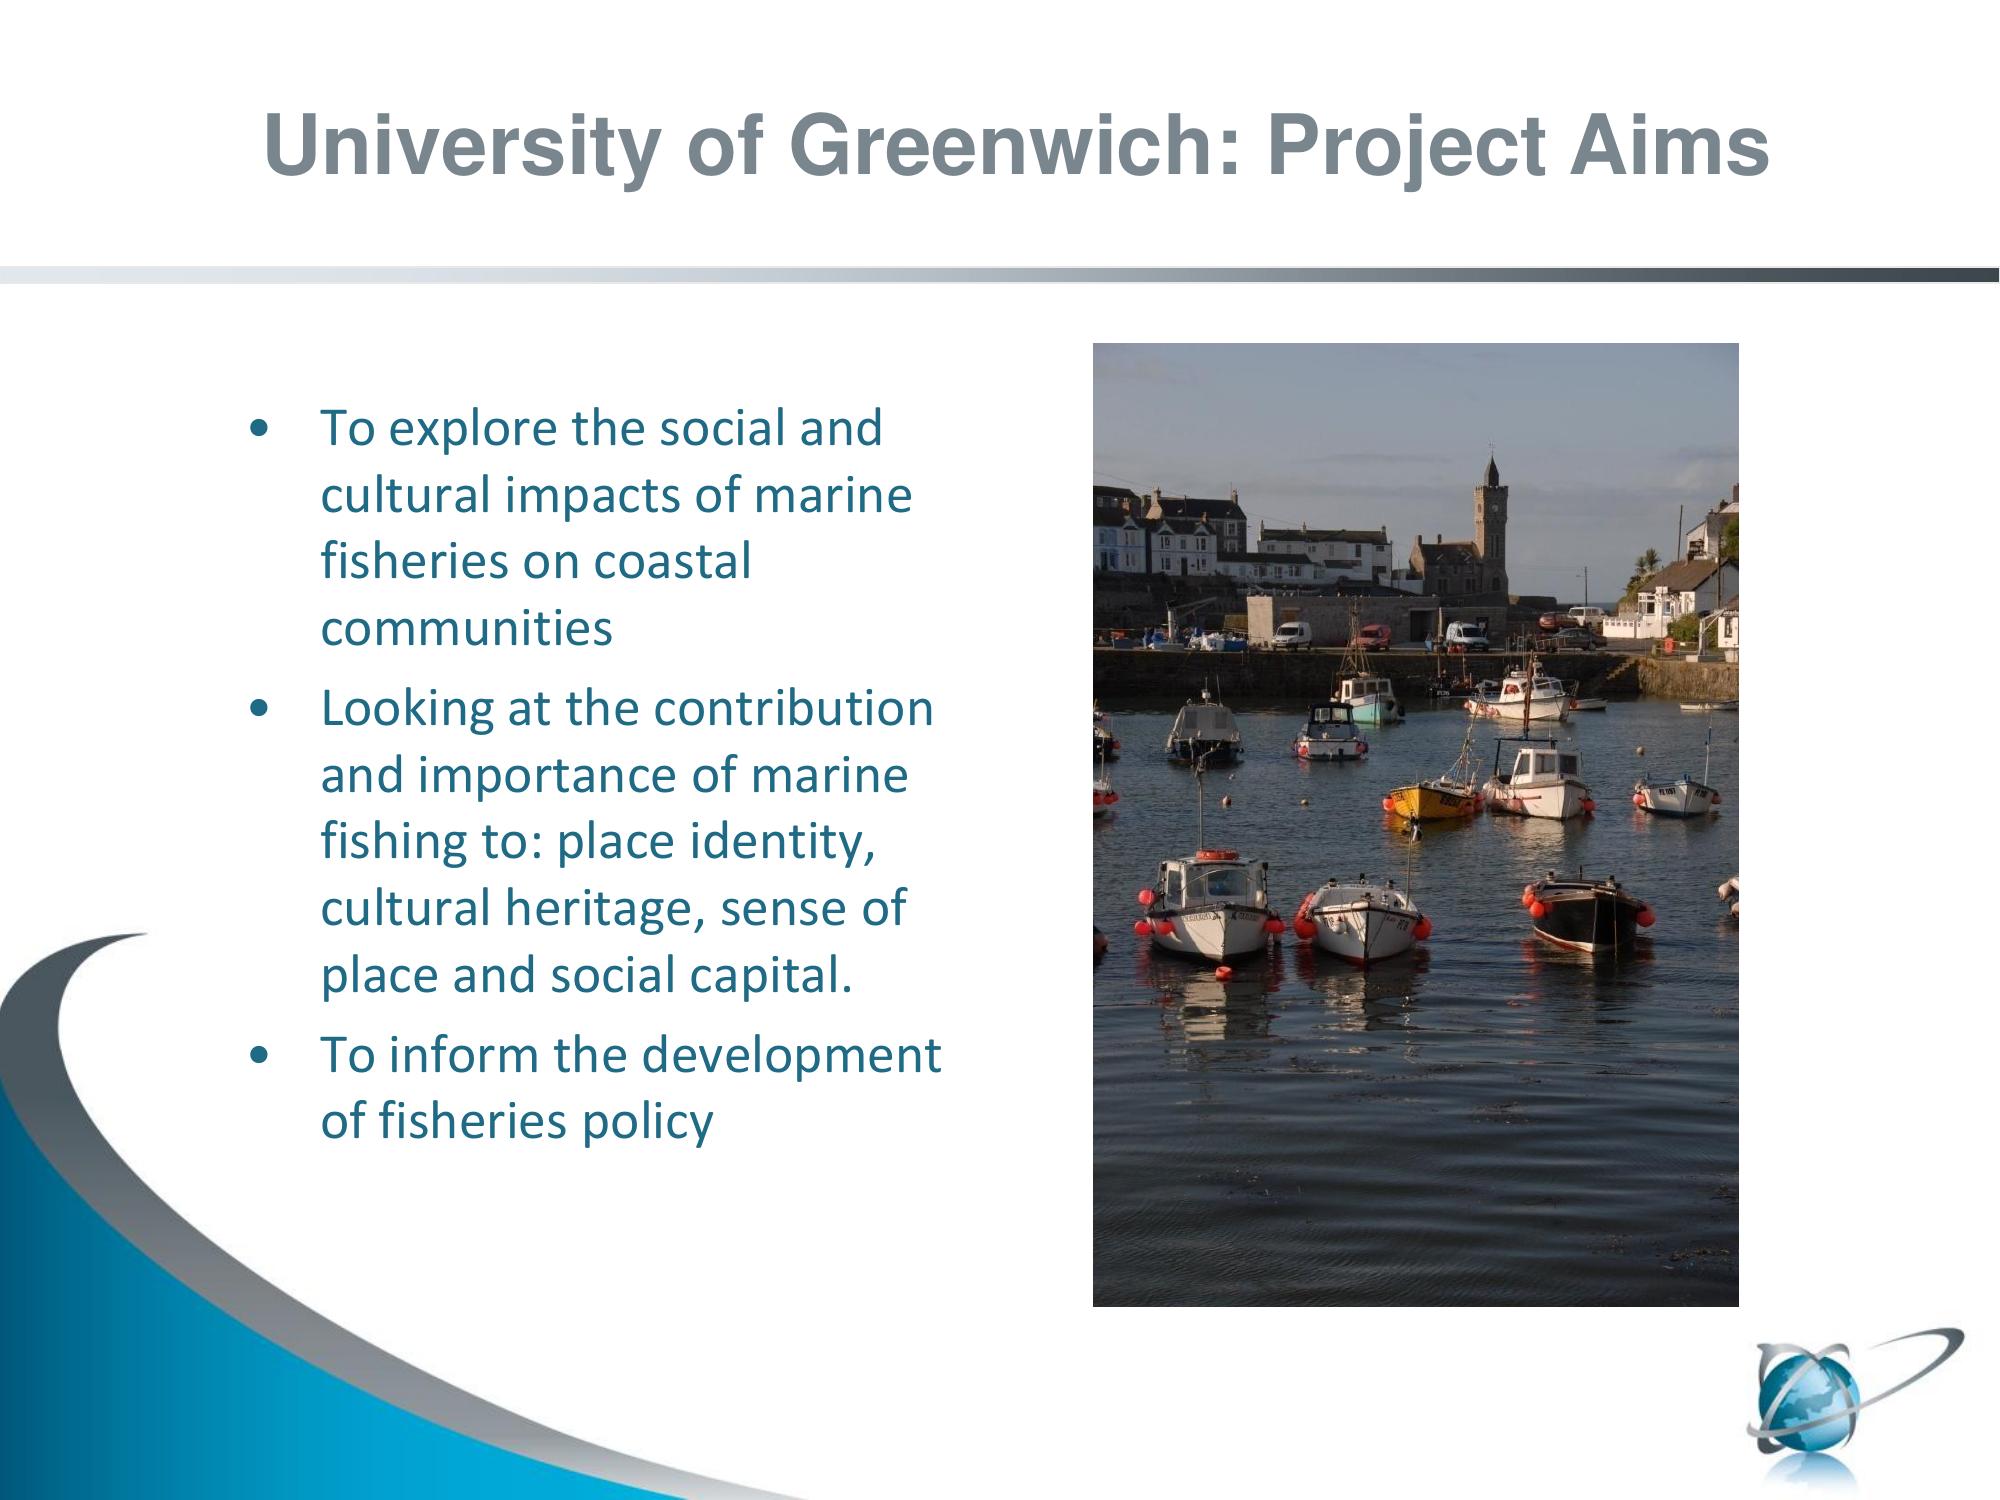 University of Greenwich: Project Aims
• To explore the social and
cultural impacts of marine
fisheries on coastal
communities
• Looking at the contribution
and importance of marine
fishing to: place identity,
cultural heritage, sense of
place and social capital.
• To inform the development
of fisheries policy